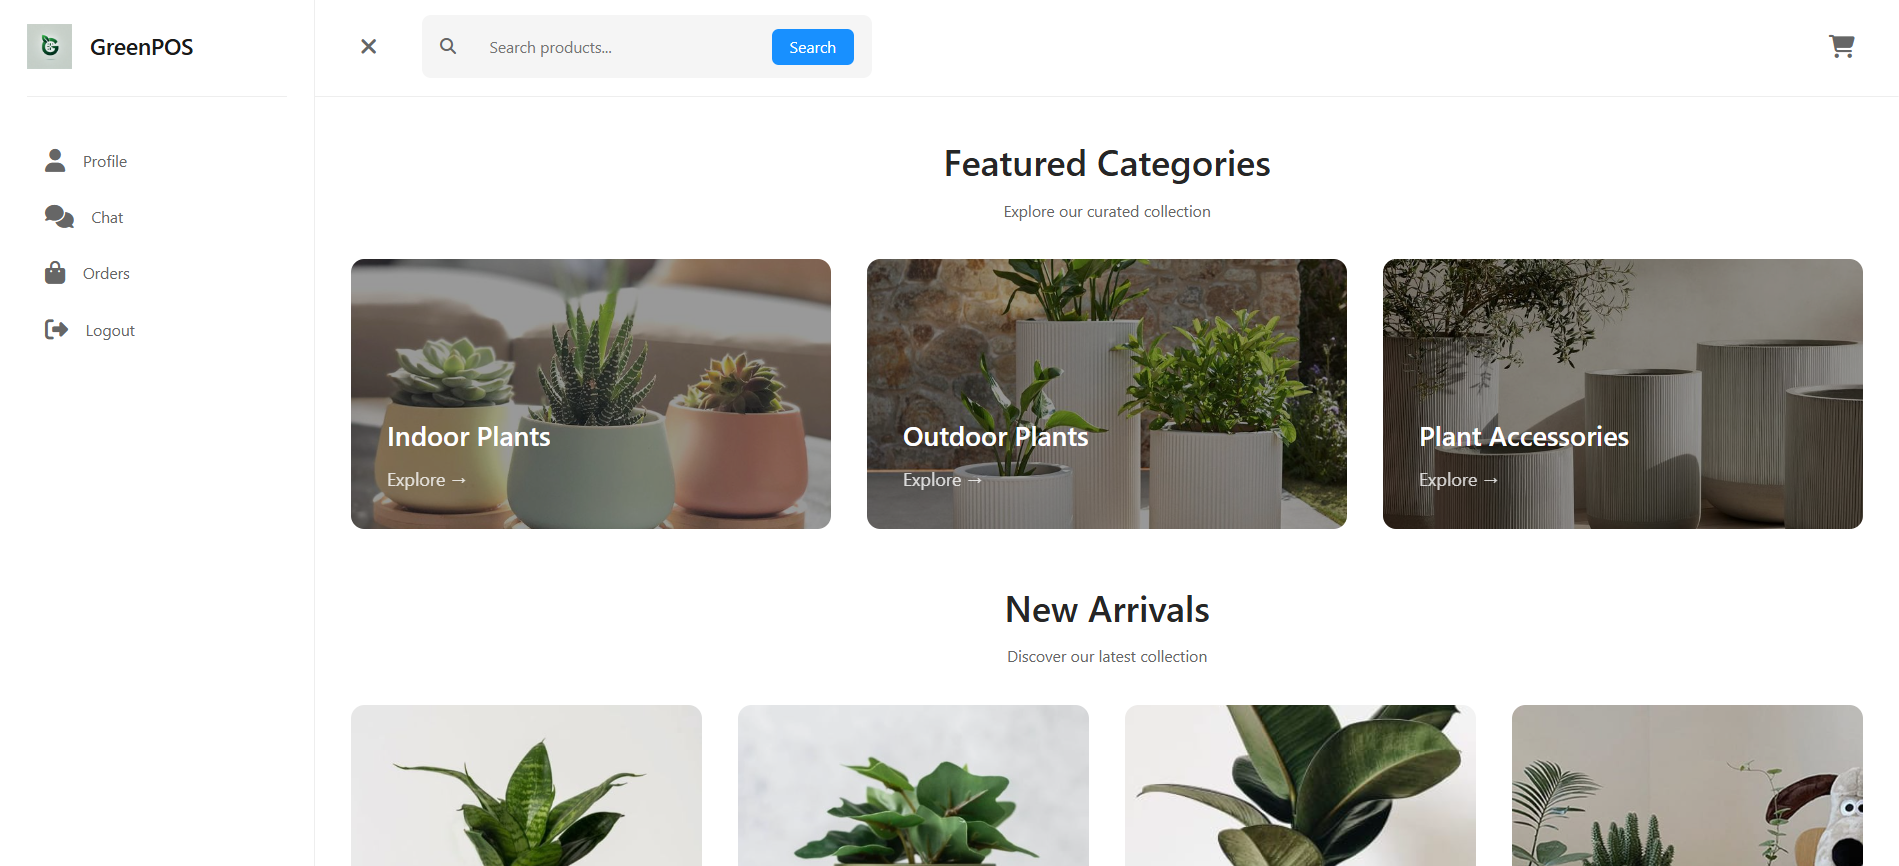 GreenPOS
Search products...
Search
Profile
Chat
Orders
Logout
Featured Categories
Explore our curated collection
Indoor Plants
Explore →
Outdoor Plants
Explore →
Plant Accessories
Explore →
New Arrivals
Discover our latest collection